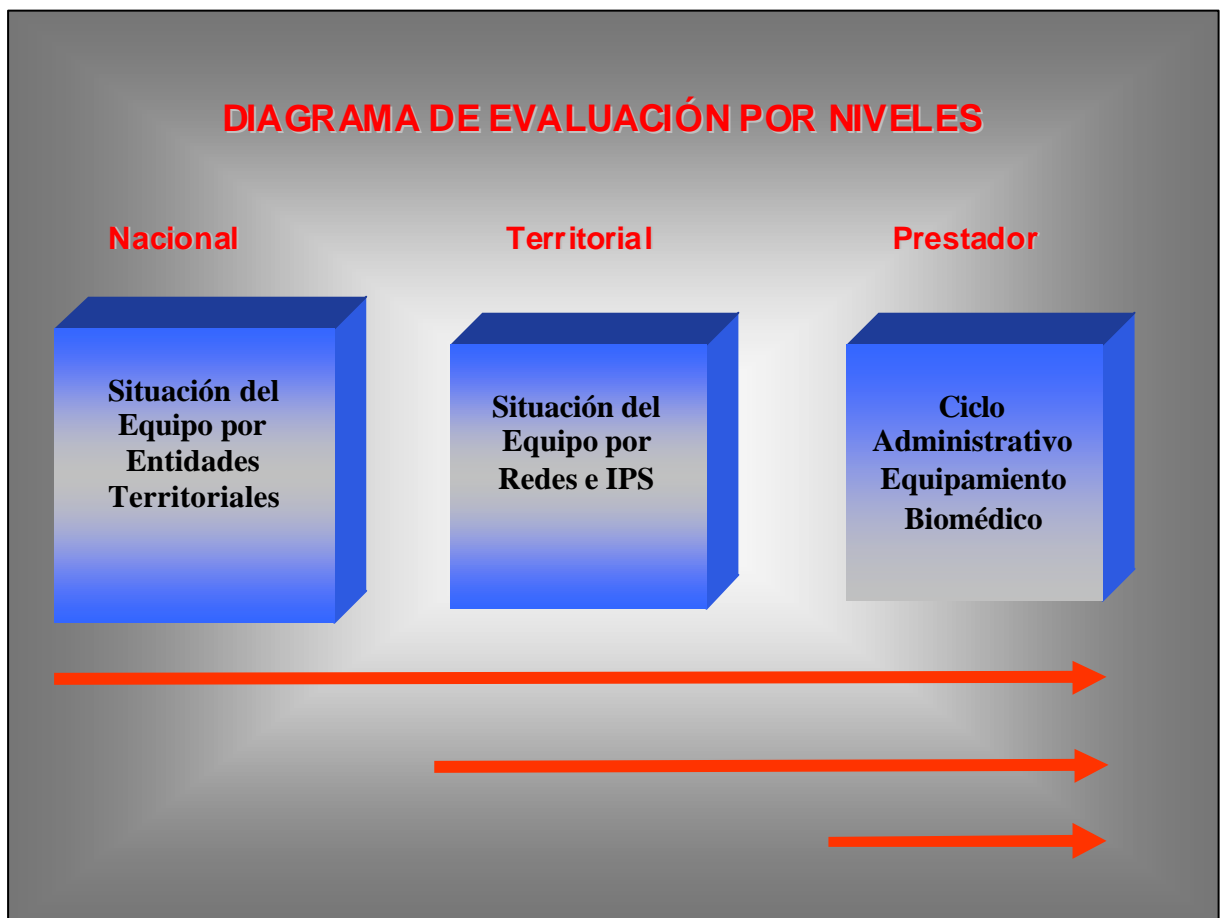 DIAGRAMA DE EVALUACIÓN POR NIVELES
Nacional
Territorial
Prestador
Situación del
Equipo por
Entidades
Territoriales
Situación del
Equipo por
Redes e IPS
Ciclo
Administrativo
Equipamiento
Biomédico